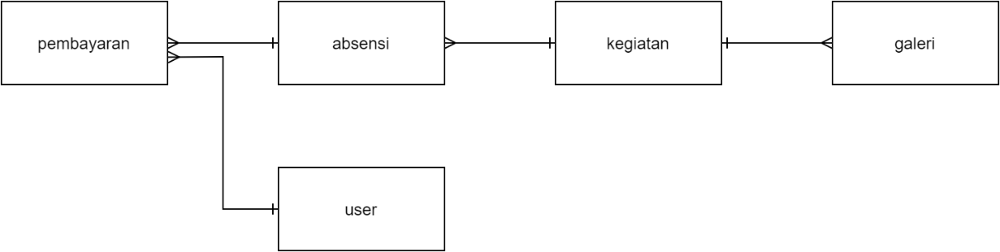 pembayaran
absensi
kegiatan
galeri
user